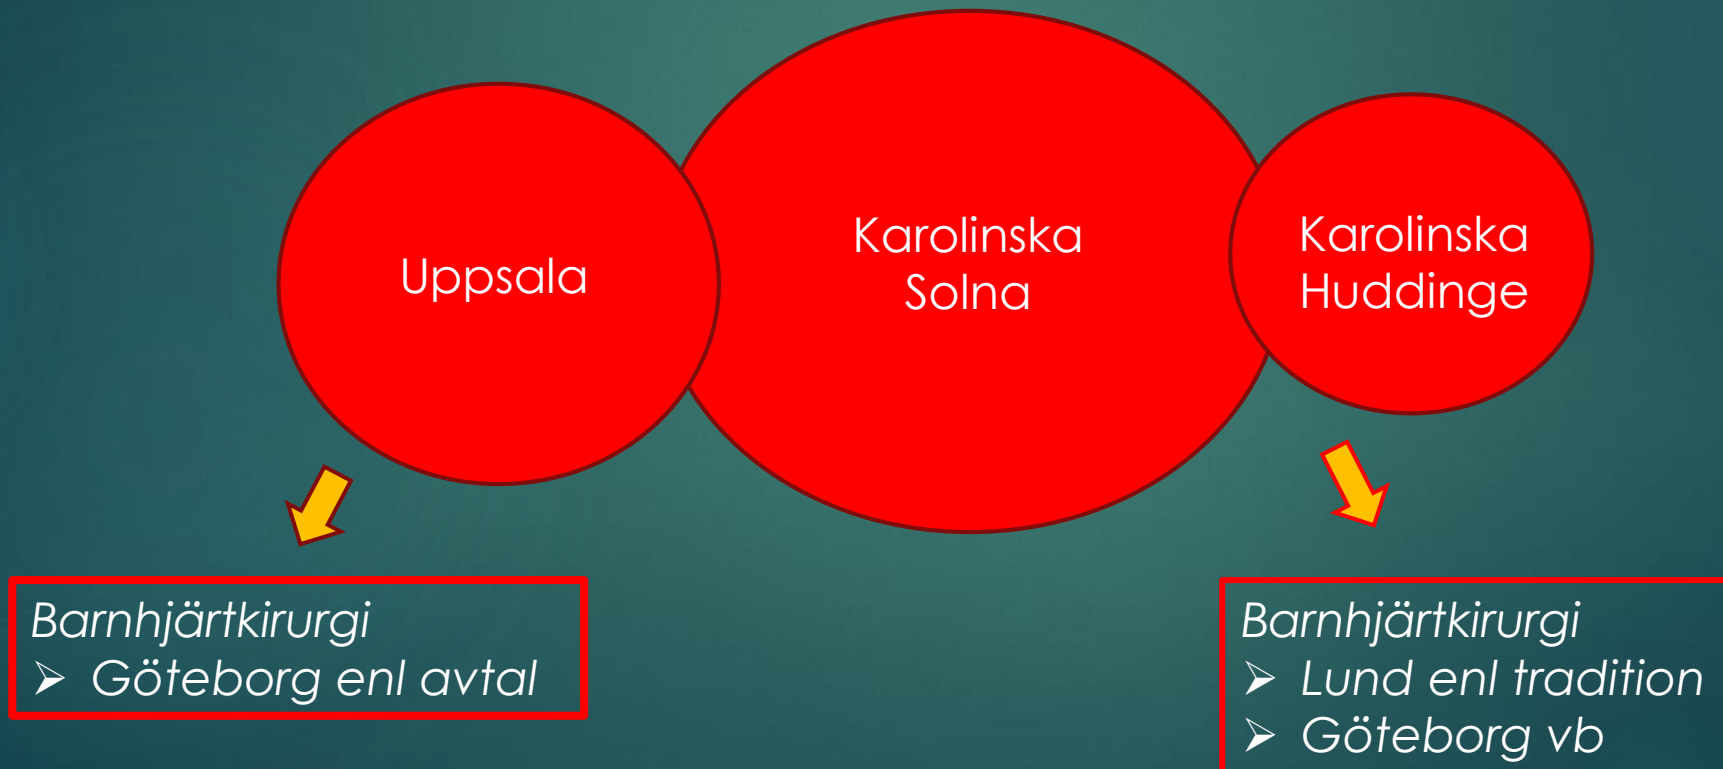 Uppsala
Karolinska
Solna
Karolinska
Huddinge
Barnhjärtkirurgi
➢ Göteborg enl avtal
Barnhjärtkirurgi
➢ Lund enl tradition
➢ Göteborg vb